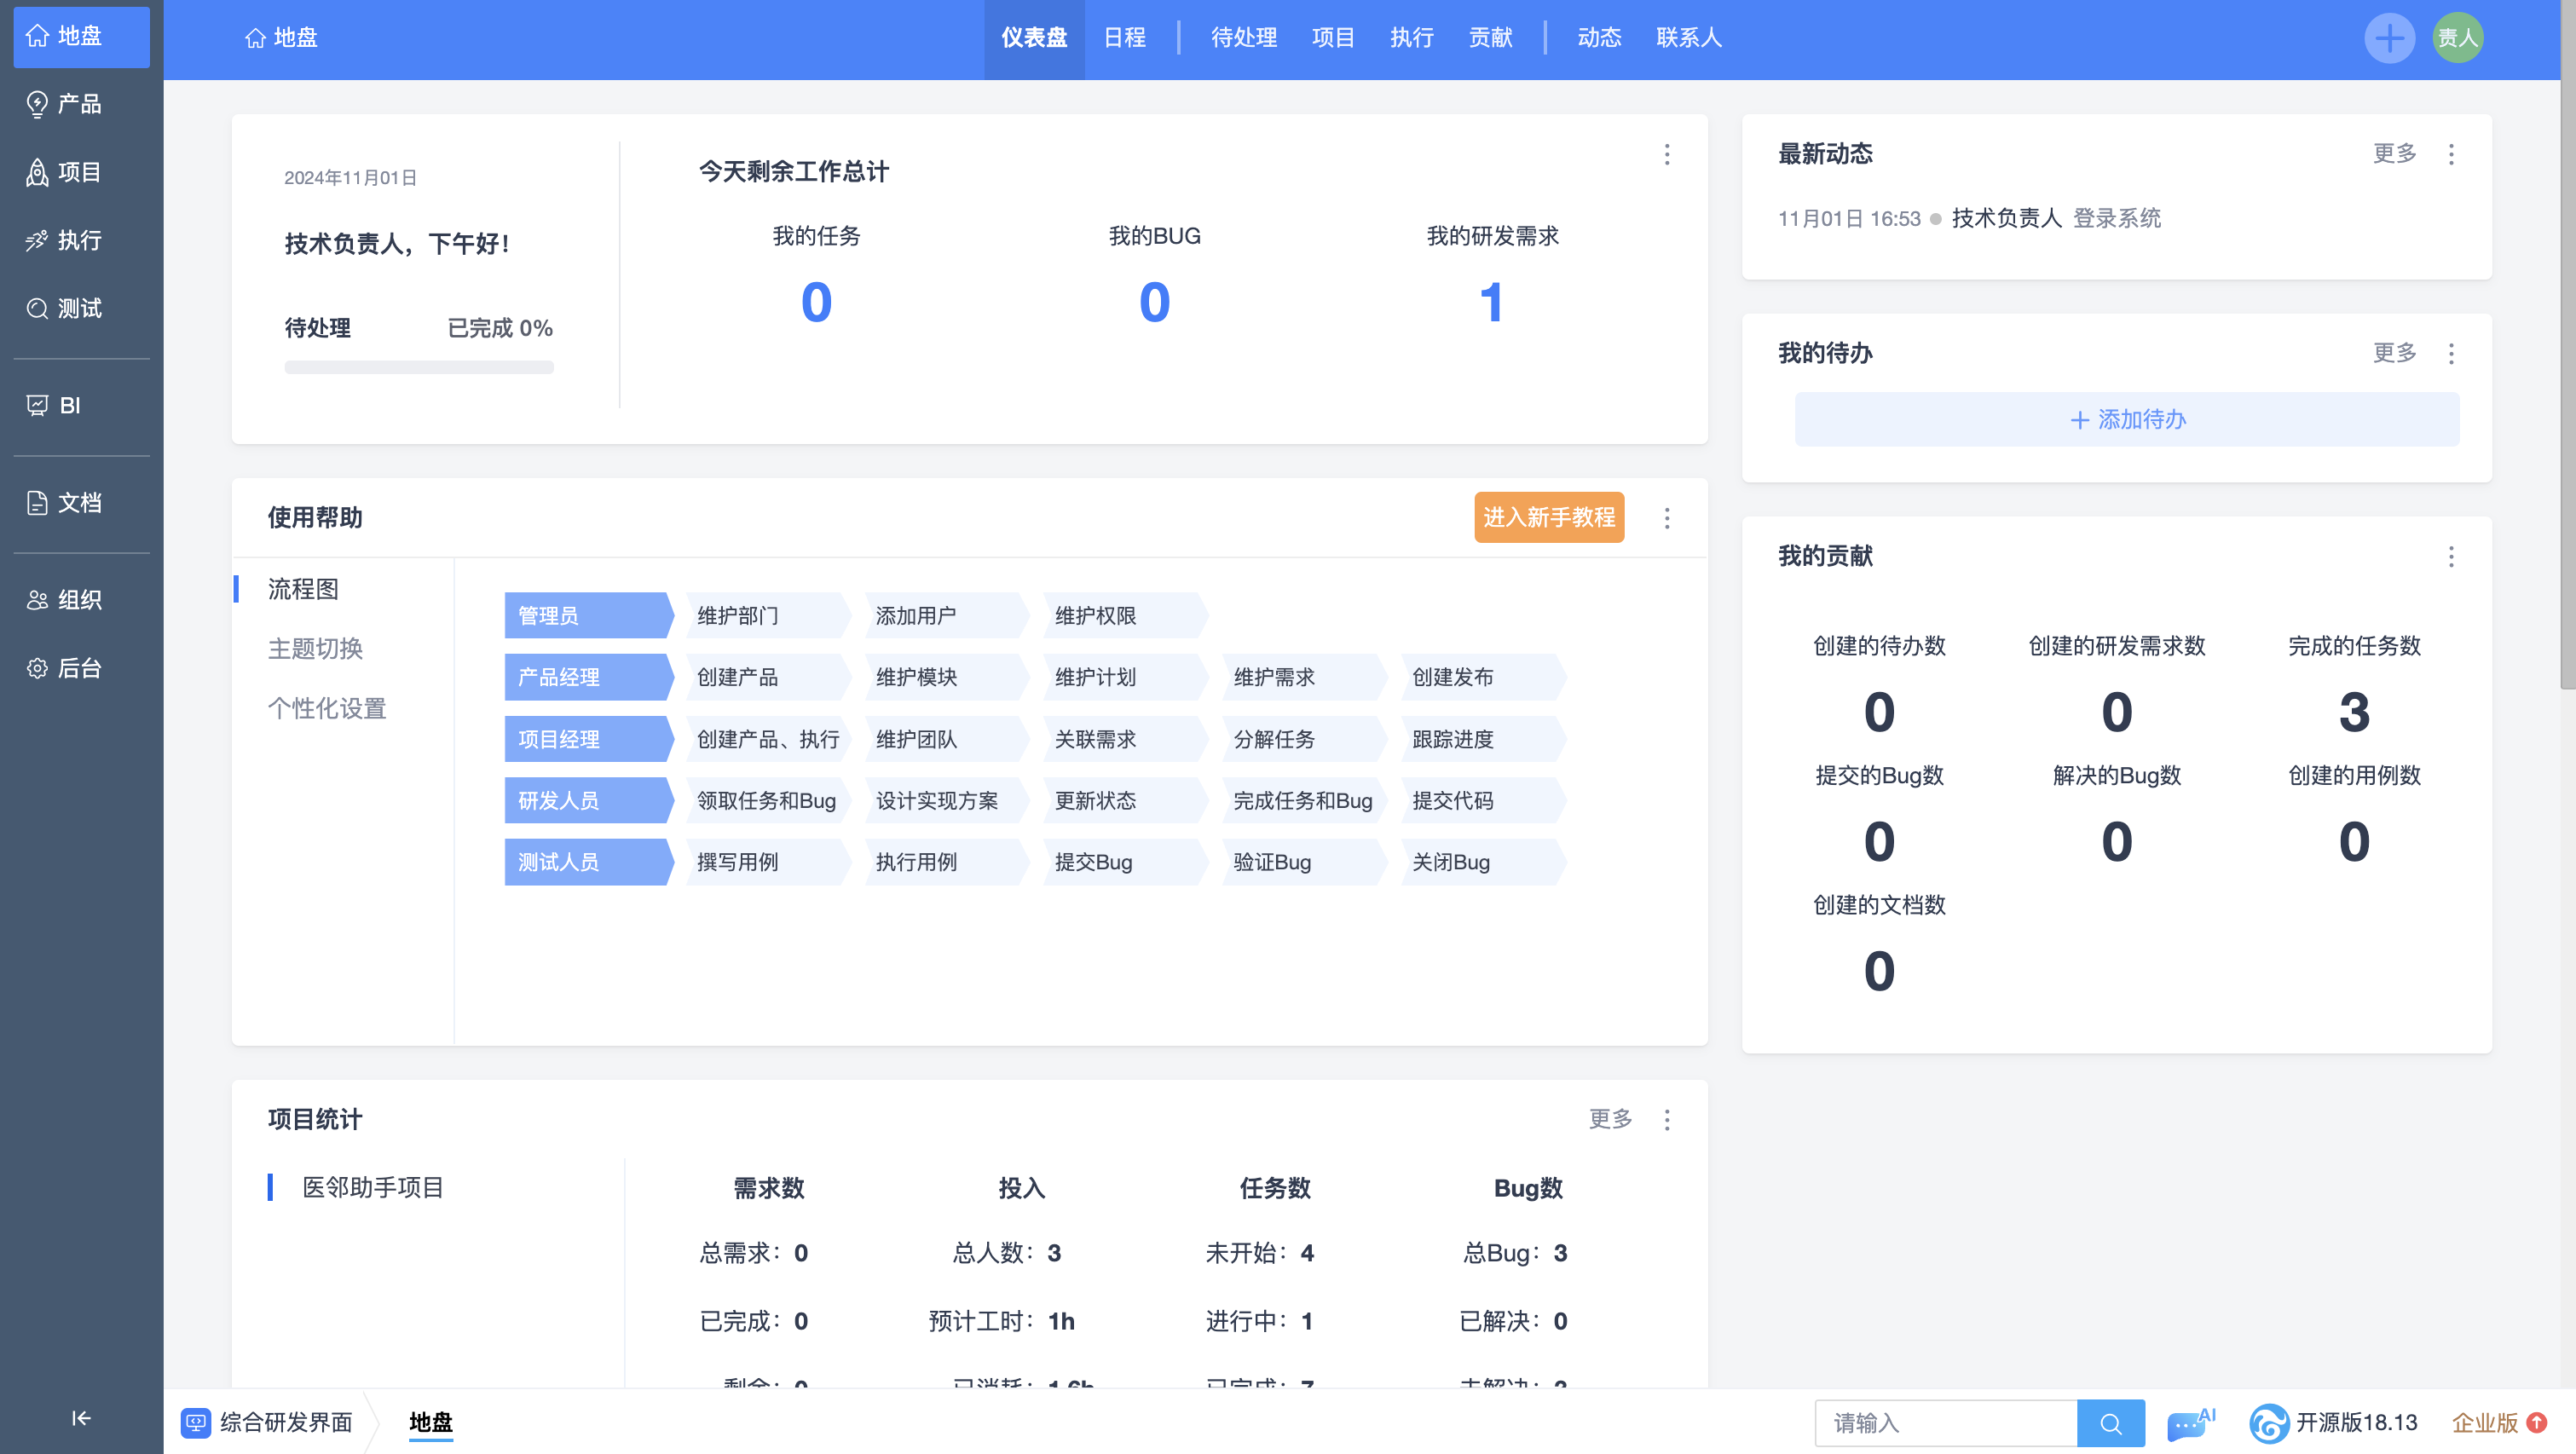 地盘
产品
项目
执行
测试
BI
文档
组织
后台
地盘
仪表盘 日程 待处理 项目 执行 贡献 动态 联系人
责人
2024年11月01日
技术负责人，下午好！
待处理 已完成 0%
今天剩余工作总计
我的任务 我的BUG 我的研发需求
0 0 1
最新动态 更多
11月01日 16:53 技术负责人 登录系统
我的待办 更多
添加待办
使用帮助 进入新手教程
流程图
主题切换
个性化设置
管理员 维护部门 添加用户 维护权限
产品经理 创建产品 维护模块 维护计划 维护需求 创建发布
项目经理 创建产品、执行 维护团队 关联需求 分解任务 跟踪进度
研发人员 领取任务和Bug 设计实现方案 更新状态 完成任务和Bug 提交代码
测试人员 撰写用例 执行用例 提交Bug 验证Bug 关闭Bug
我的贡献
创建的待办数 创建的研发需求数 完成的任务数
0 0 3
提交的Bug数 解决的Bug数 创建的用例数
0 0 0
创建的文档数
0
项目统计 更多
医邻助手项目
需求数 投入 任务数 Bug数
总需求：0 总人数：3 未开始：4 总Bug：3
已完成：0 预计工时：1h 进行中：1 已解决：0
综合研发界面 地盘
请输入
AI
开源版18.13
企业版